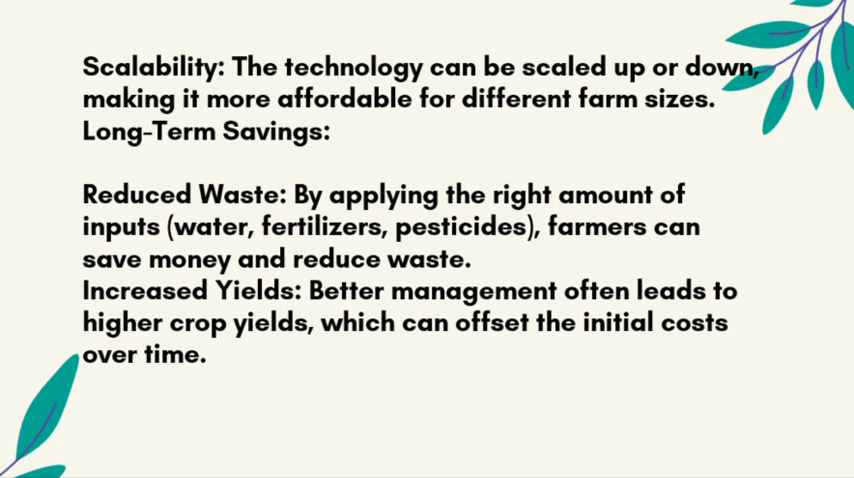 Scalability: The technology can be scaled up or down,
making it more affordable for different farm sizes.
Long-Term Savings:
Reduced Waste: By applying the right amount of
inputs (water, fertilizers, pesticides), farmers can
save money and reduce waste.
Increased Yields: Better management often leads to
higher crop yields, which can offset the initial costs
over time.